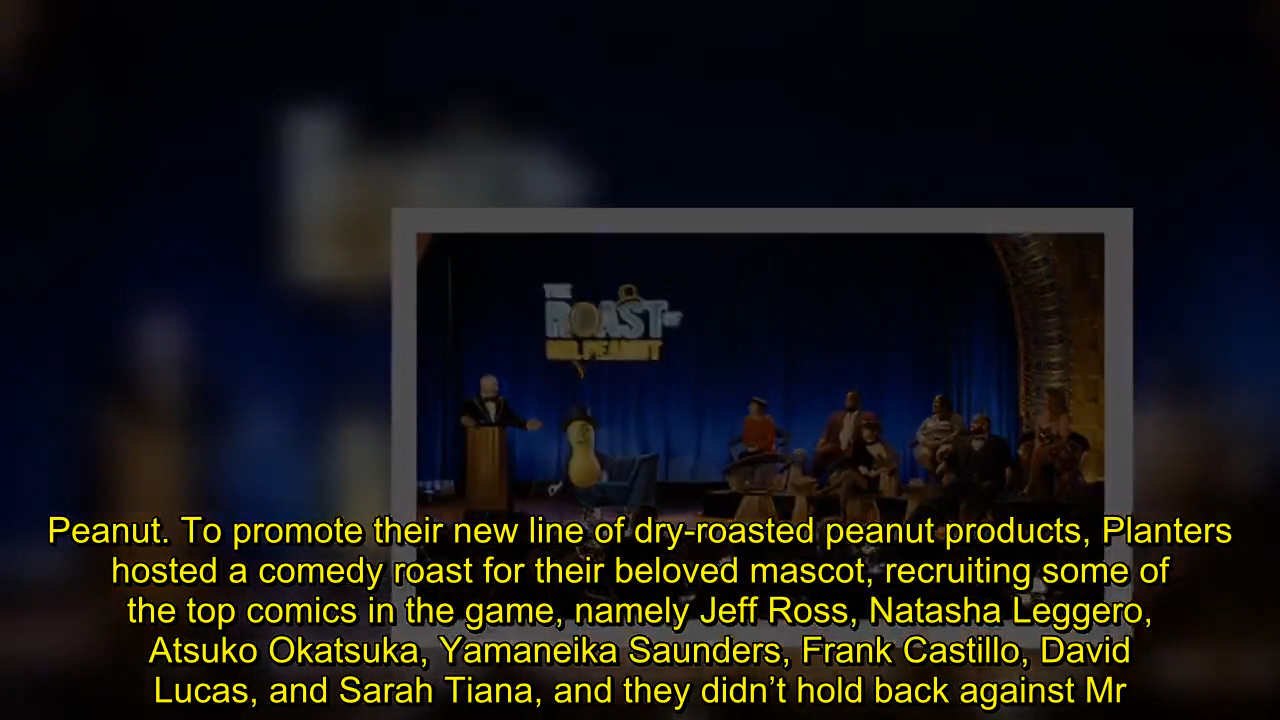 THE
ROAST OF
MR. PEANUT
Peanut. To promote their new line of dry-roasted peanut products, Planters
hosted a comedy roast for their beloved mascot, recruiting some of
the top comics in the game, namely Jeff Ross, Natasha Leggero,
Atsuko Okatsuka, Yamaneika Saunders, Frank Castillo, David
Lucas, and Sarah Tiana, and they didn’t hold back against Mr